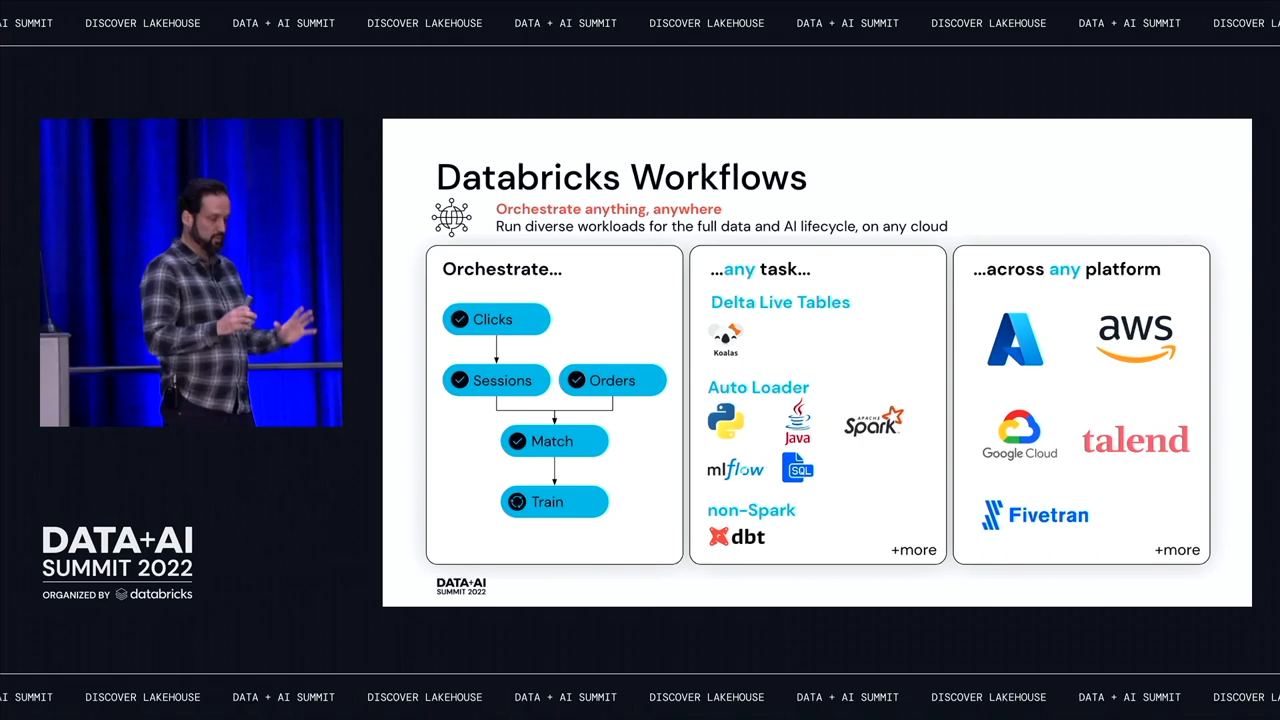 AI SUMMIT DISCOVER LAKEHOUSE DATA + AI SUMMIT DISCOVER LAKEHOUSE DATA + AI SUMMIT DISCOVER LAKEHOUSE DATA + AI SUMMIT DISCOVER LAKEHOUSE DATA + AI SUMMIT DISCOVER L
Databricks Workflows
Orchestrate anything, anywhere
Run diverse workloads for the full data and AI lifecycle, on any cloud
Orchestrate...
Clicks
Sessions
Orders
Match
Train
...any task...
Delta Live Tables
Koalas
Auto Loader
Java
APACHE
Spark
mlflow
SQL
non-Spark
dbt
+more
...across any platform
aws
Google Cloud
talend
Fivetran
+more
DATA+AI
SUMMIT 2022
DATA+AI
SUMMIT 2022
ORGANIZED BY databricks
AI SUMMIT DISCOVER LAKEHOUSE DATA + AI SUMMIT DISCOVER LAKEHOUSE DATA + AI SUMMIT DISCOVER LAKEHOUSE DATA + AI SUMMIT DISCOVER LAKEHOUSE DATA + AI SUMMIT DISCOVER L